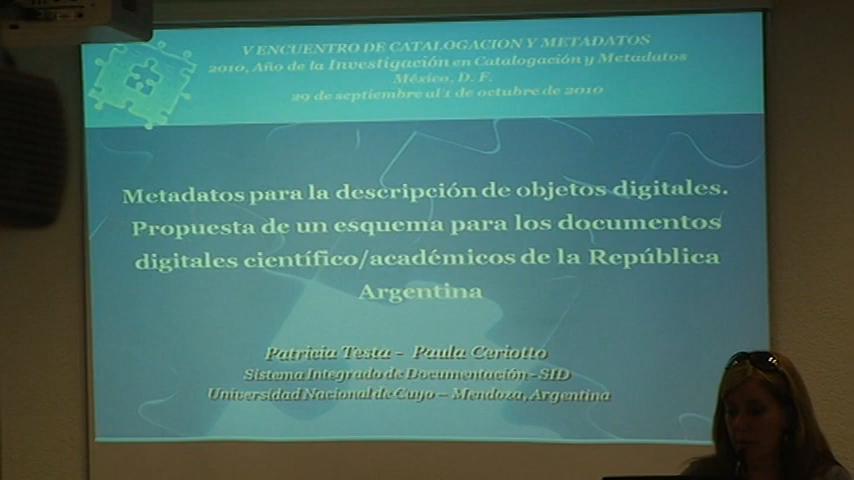 V ENCUENTRO DE CATALOGACION Y METADATOS
2010, Año de la Investigación en Catalogación y Metadatos
México, D. F.
29 de septiembre al 1 de octubre de 2010
Metadatos para la descripción de objetos digitales.
Propuesta de un esquema para los documentos
digitales científico/académicos de la República
Argentina
Patricia Testa - Paula Ceriotto
Sistema Integrado de Documentación - SID
Universidad Nacional de Cuyo – Mendoza, Argentina